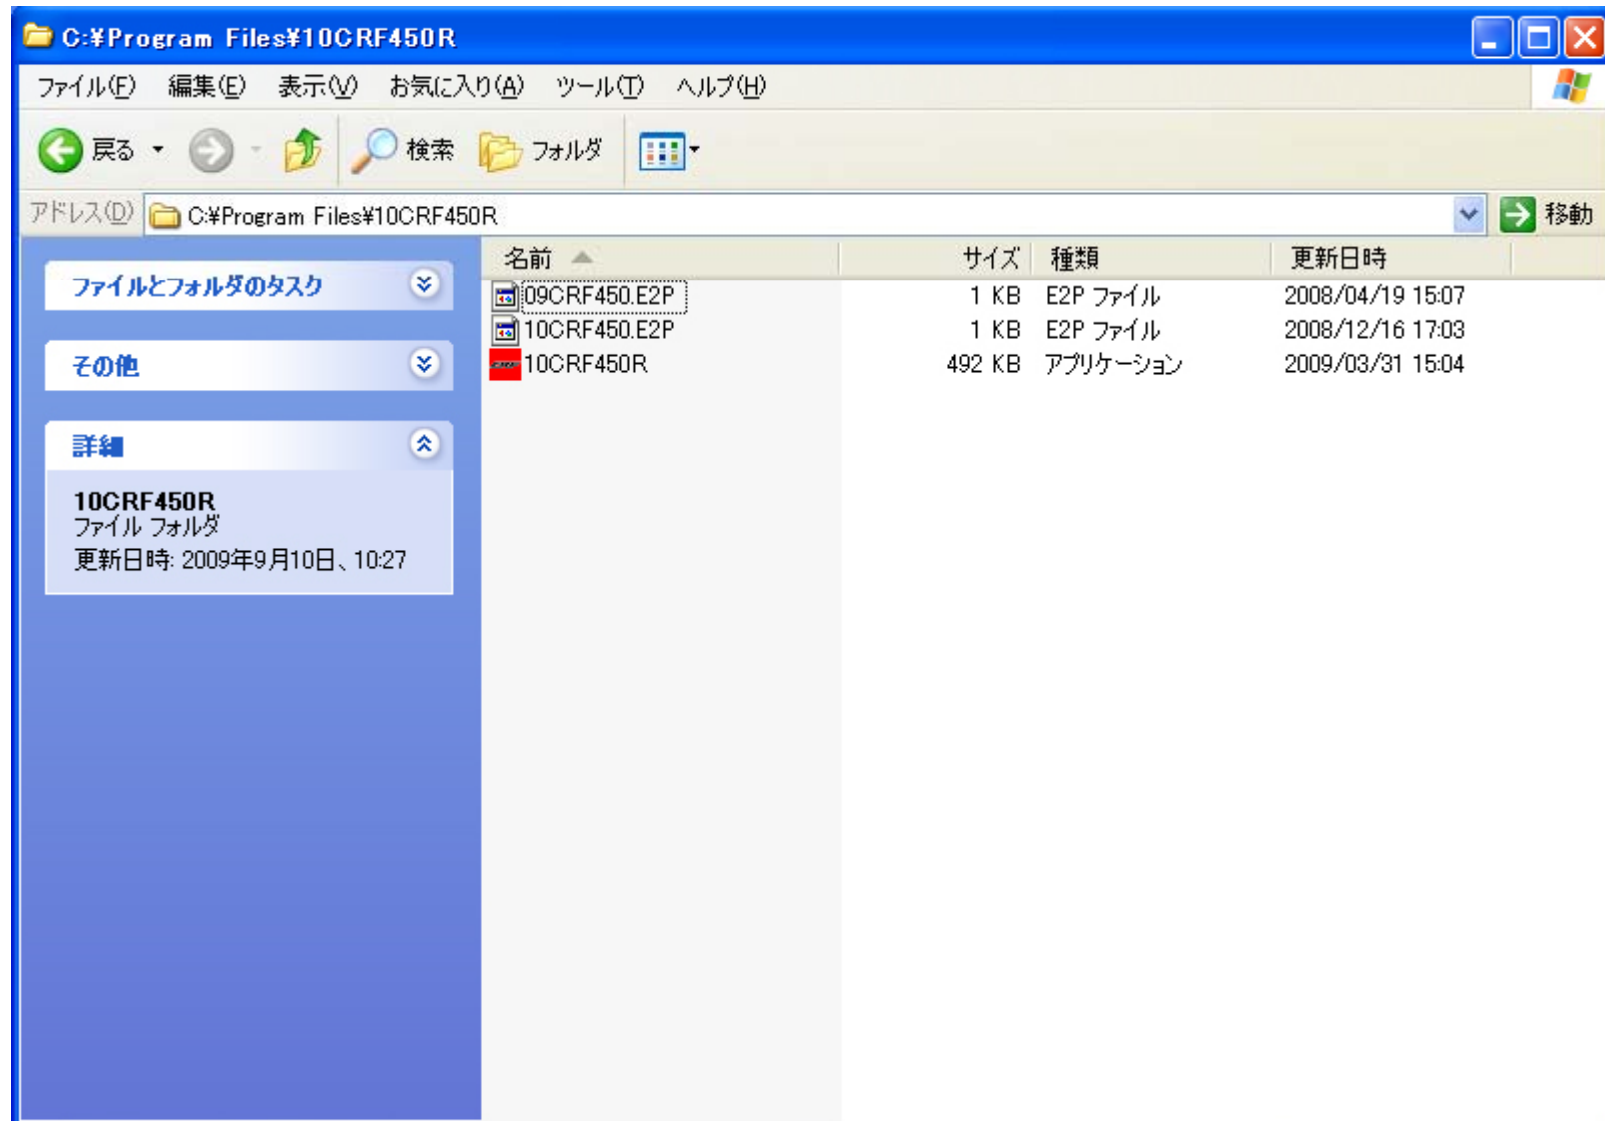 C:¥Program Files¥10CRF450R
ファイル(F) 編集(E) 表示(V) お気に入り(A) ツール(T) ヘルプ(H)
戻る 検索 フォルダ
アドレス(D) C:¥Program Files¥10CRF450R 移動
名前 サイズ 種類 更新日時
09CRF450.E2P 1 KB E2P ファイル 2008/04/19 15:07
10CRF450.E2P 1 KB E2P ファイル 2008/12/16 17:03
10CRF450R 492 KB アプリケーション 2009/03/31 15:04
ファイルとフォルダのタスク
その他
詳細
10CRF450R
ファイル フォルダ
更新日時: 2009年9月10日、10:27